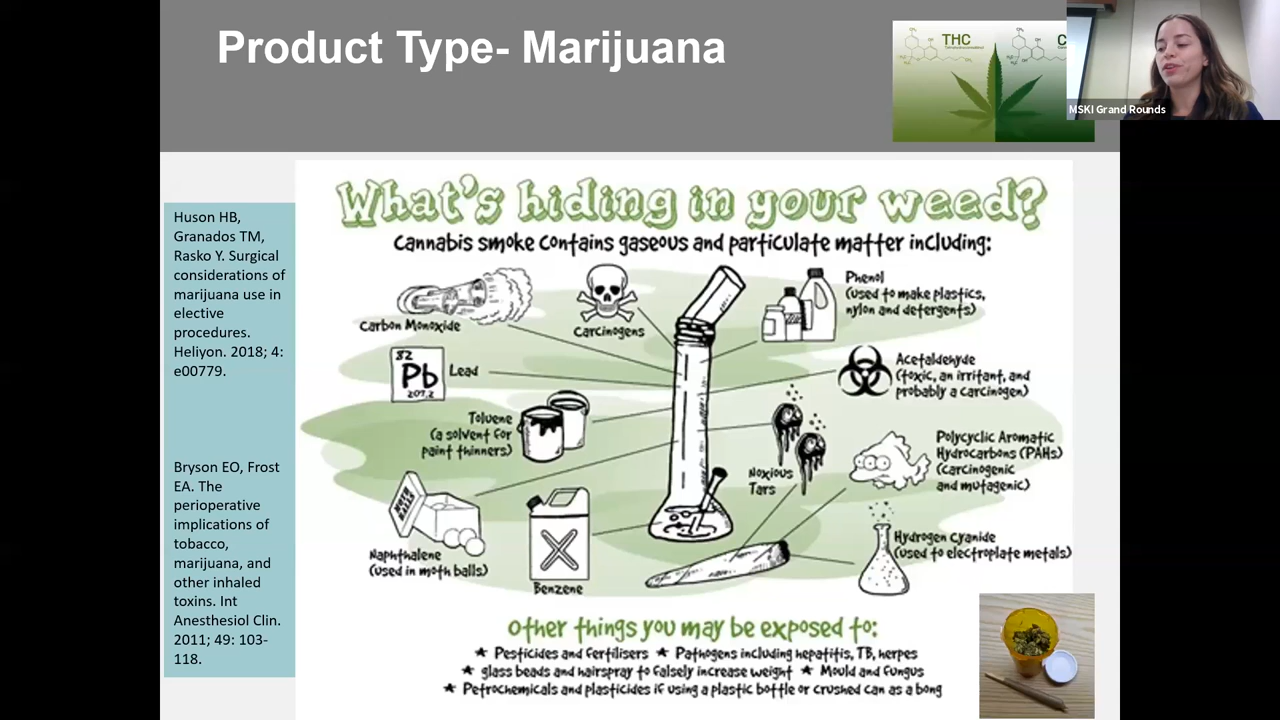 Product Type- Marijuana
THC
C
MSKI Grand Rounds
Huson HB,
Granados TM,
Rasko Y. Surgical
considerations of
marijuana use in
elective
procedures.
Heliyon. 2018; 4:
e00779.
Bryson EO, Frost
EA. The
perioperative
implications of
tobacco,
marijuana, and
other inhaled
toxins. Int
Anesthesiol Clin.
2011; 49: 103-
118.
What's hiding in your weed?
Cannabis smoke contains gaseous and particulate matter including:
Carbon Monoxide
Carcinogens
Phenol
(used to make plastics,
nylon and detergents)
82
Pb
207.2
Lead
Acetaldehyde
(toxic, an irritant, and
probably a carcinogen)
Toluene
(a solvent for
paint thinners)
Noxious
Tars
Polycyclic Aromatic
Hydrocarbons (PAHs)
(carcinogenic
and mutagenic)
Naphthalene
(used in moth balls)
Benzene
Hydrogen Cyanide
(used to electroplate metals)
Other things you may be exposed to:
★ Pesticides and fertilisers ★ Pathogens including hepatitis, TB, herpes
★ glass beads and hairspray to falsely increase weight ★ Mould and fungus
★ Petrochemicals and plasticides if using a plastic bottle or crushed can as a bong